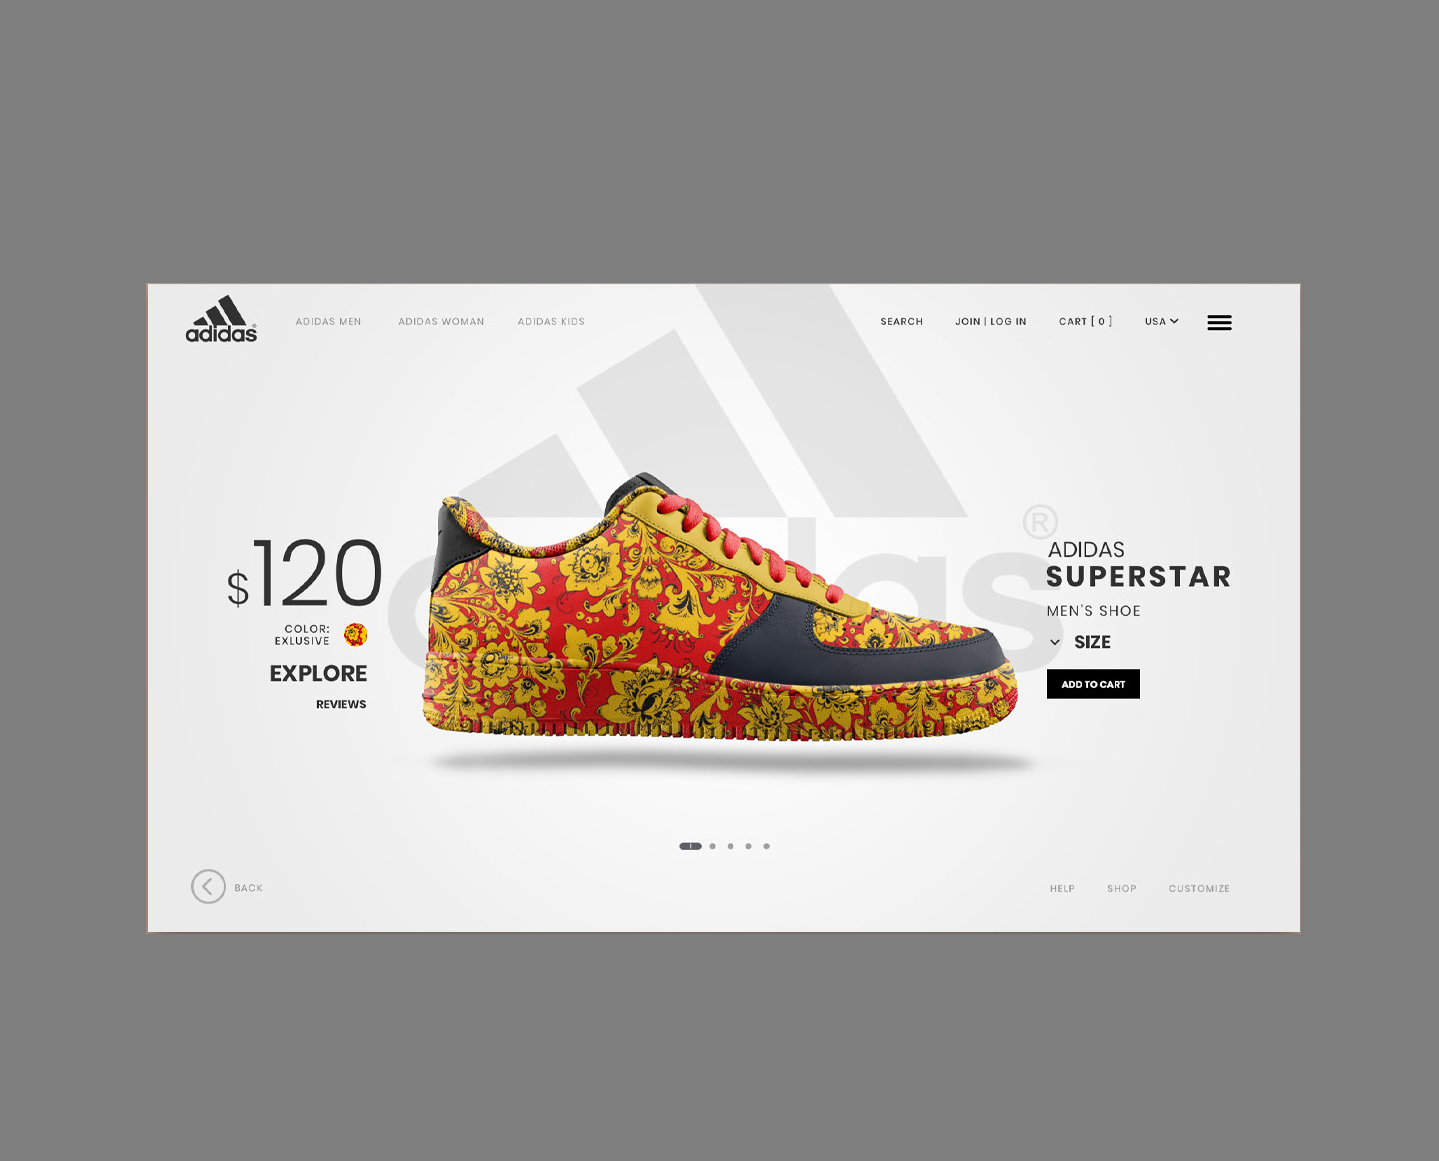 adidas
ADIDAS MEN
ADIDAS WOMAN
ADIDAS KIDS
SEARCH
JOIN | LOG IN
CART [ 0 ]
USA
adidas®
$120
COLOR:
EXLUSIVE
EXPLORE
REVIEWS
ADIDAS
SUPERSTAR
MEN'S SHOE
SIZE
ADD TO CART
BACK
HELP
SHOP
CUSTOMIZE